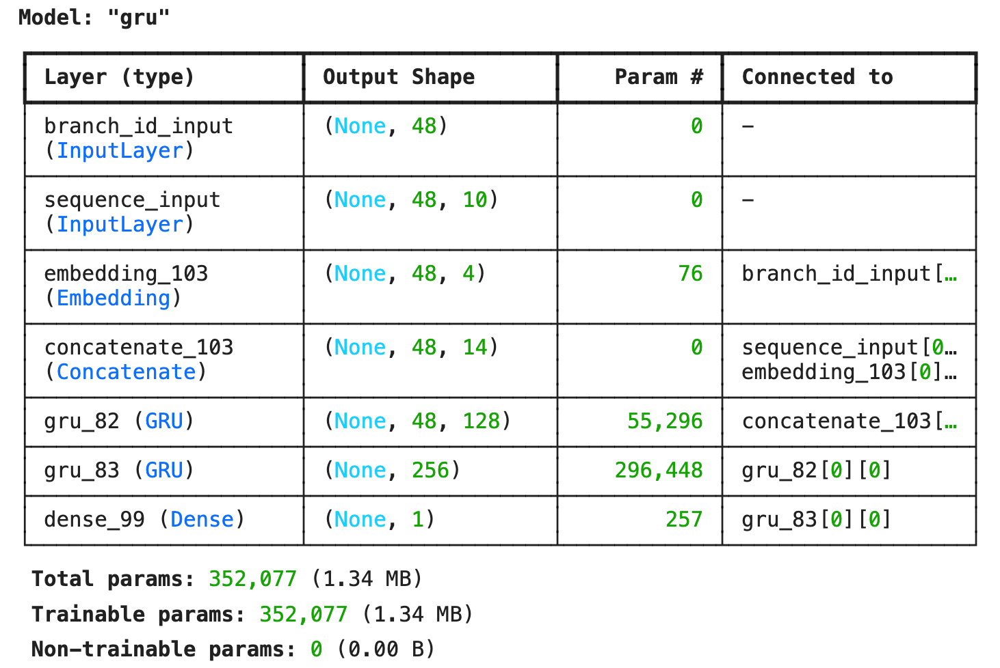 Model: "gru"
Layer (type) Output Shape Param # Connected to
branch_id_input (None, 48) 0 –
(InputLayer)
sequence_input (None, 48, 10) 0 –
(InputLayer)
embedding_103 (None, 48, 4) 76 branch_id_input[…
(Embedding)
concatenate_103 (None, 48, 14) 0 sequence_input[0…
(Concatenate) embedding_103[0]…
gru_82 (GRU) (None, 48, 128) 55,296 concatenate_103[…
gru_83 (GRU) (None, 256) 296,448 gru_82[0][0]
dense_99 (Dense) (None, 1) 257 gru_83[0][0]
Total params: 352,077 (1.34 MB)
Trainable params: 352,077 (1.34 MB)
Non-trainable params: 0 (0.00 B)